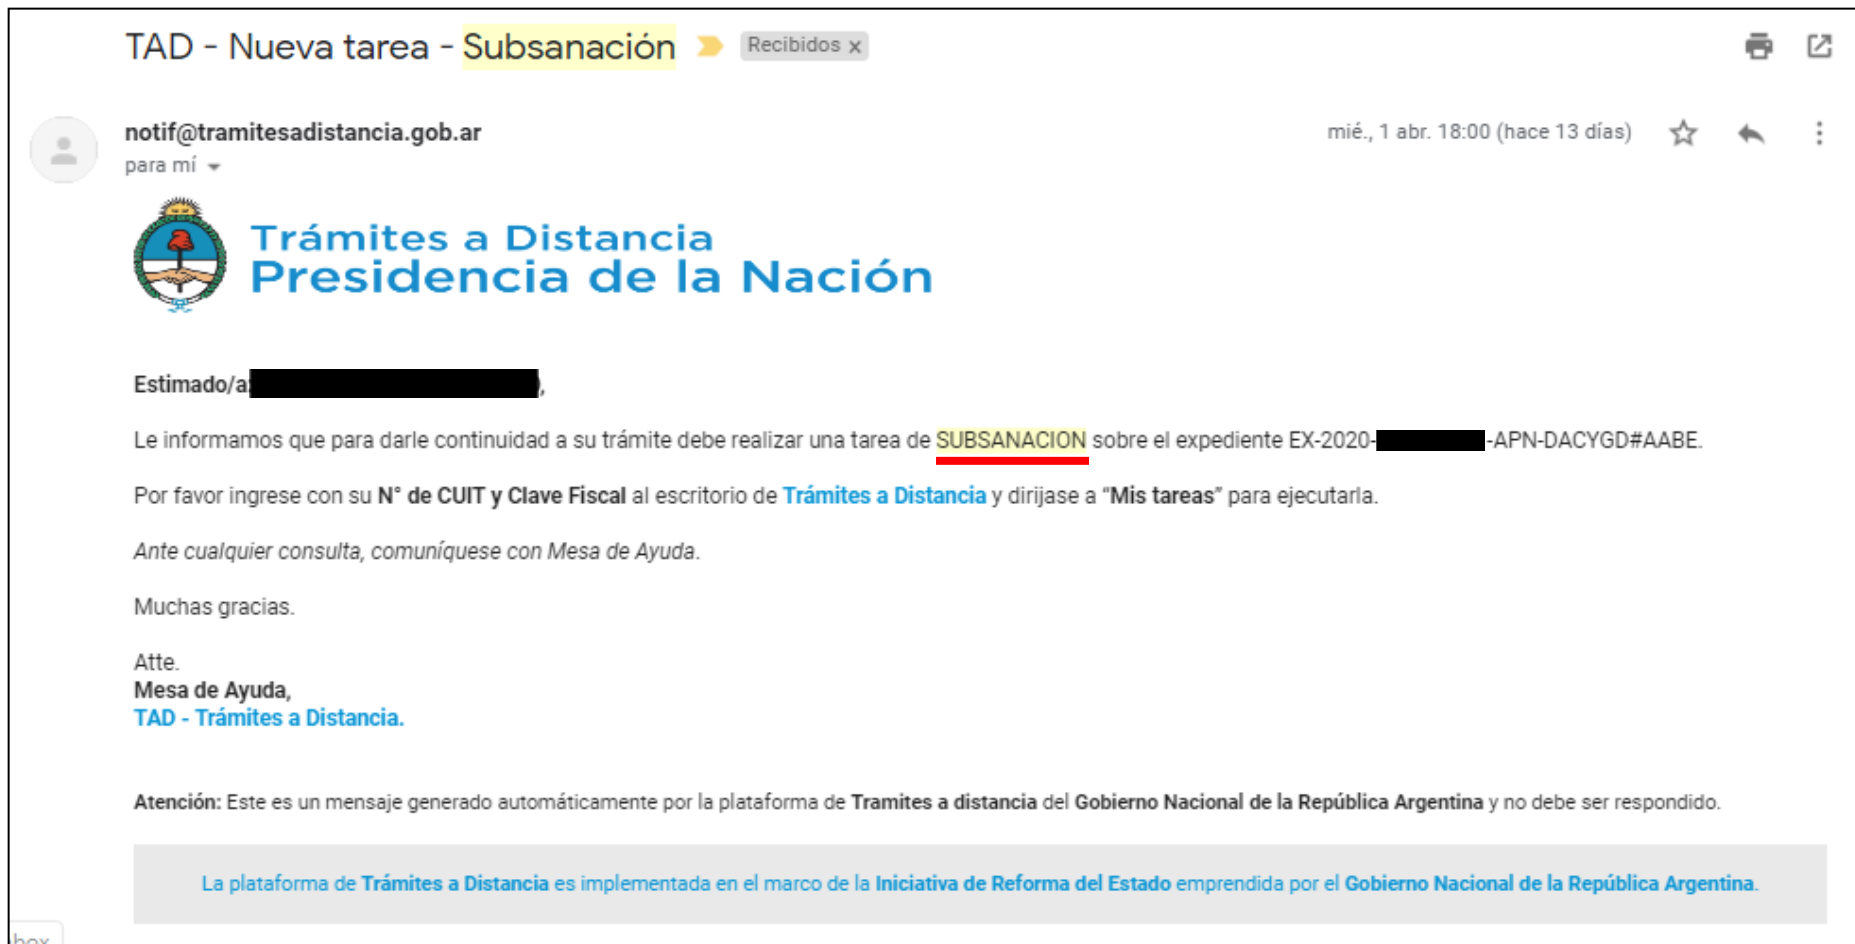 TAD - Nueva tarea - Subsanación Recibidos x
notif@tramitesadistancia.gob.ar mié., 1 abr. 18:00 (hace 13 días)
para mí
Trámites a Distancia
Presidencia de la Nación
Estimado/a: ,
Le informamos que para darle continuidad a su trámite debe realizar una tarea de SUBSANACION sobre el expediente EX-2020- -APN-DACYGD#AABE.
Por favor ingrese con su N° de CUIT y Clave Fiscal al escritorio de Trámites a Distancia y dirijase a “Mis tareas” para ejecutarla.
Ante cualquier consulta, comuníquese con Mesa de Ayuda.
Muchas gracias.
Atte.
Mesa de Ayuda,
TAD - Trámites a Distancia.
Atención: Este es un mensaje generado automáticamente por la plataforma de Tramites a distancia del Gobierno Nacional de la República Argentina y no debe ser respondido.
La plataforma de Trámites a Distancia es implementada en el marco de la Iniciativa de Reforma del Estado emprendida por el Gobierno Nacional de la República Argentina.